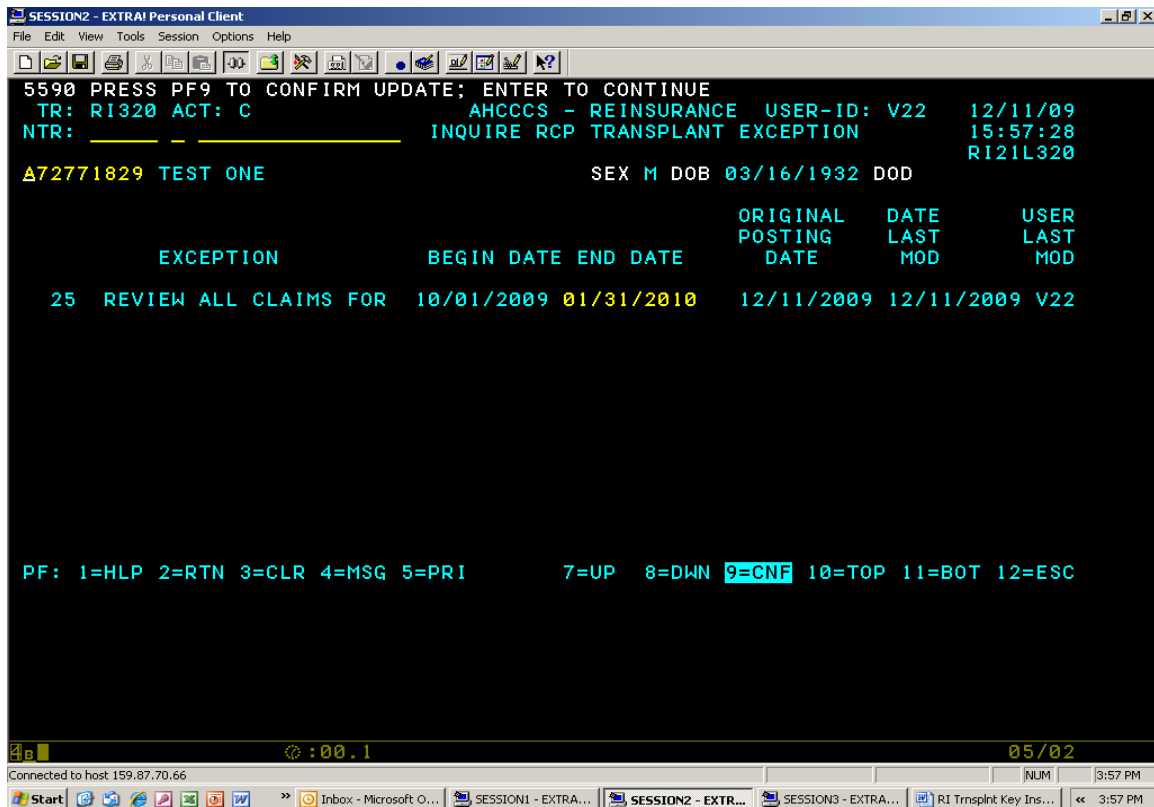 SESSION2 - EXTRA! Personal Client
File Edit View Tools Session Options Help
5590 PRESS PF9 TO CONFIRM UPDATE; ENTER TO CONTINUE
TR: RI320 ACT: C AHCCCS - REINSURANCE USER-ID: V22 12/11/09
NTR: INQUIRE RCP TRANSPLANT EXCEPTION 15:57:28
RI21L320
A72771829 TEST ONE SEX M DOB 03/16/1932 DOD
ORIGINAL DATE USER
POSTING LAST LAST
EXCEPTION BEGIN DATE END DATE DATE MOD MOD
25 REVIEW ALL CLAIMS FOR 10/01/2009 01/31/2010 12/11/2009 12/11/2009 V22
PF: 1=HLP 2=RTN 3=CLR 4=MSG 5=PRI 7=UP 8=DWN 9=CNF 10=TOP 11=BOT 12=ESC
4B :00.1 05/02
Connected to host 159.87.70.66 NUM 3:57 PM
Start » Inbox - Microsoft O... SESSION1 - EXTRA... SESSION2 - EXTR... SESSION3 - EXTRA... RI Trnsplnt Key Ins... « 3:57 PM